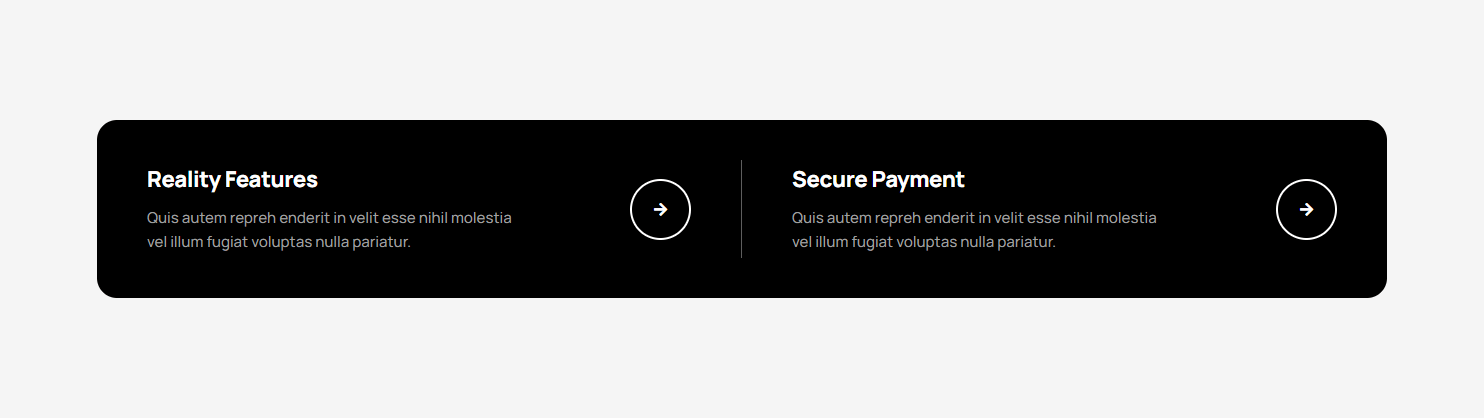 Reality Features
Quis autem repreh enderit in velit esse nihil molestia
vel illum fugiat voluptas nulla pariatur.
Secure Payment
Quis autem repreh enderit in velit esse nihil molestia
vel illum fugiat voluptas nulla pariatur.